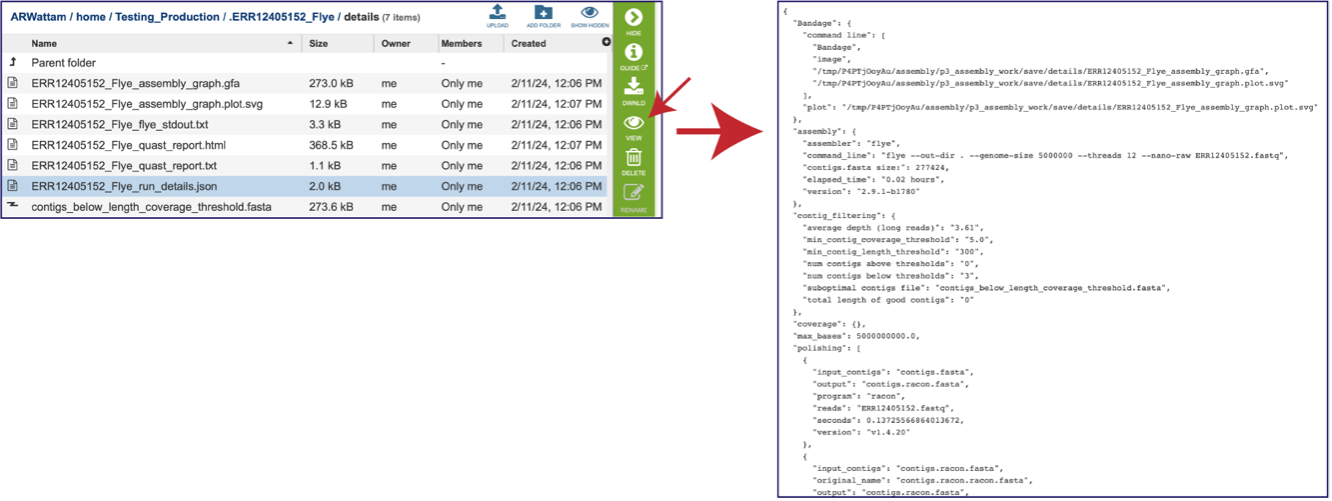 ARWattam / home / Testing_Production / .ERR12405152_Flye / details (7 items)
UPLOAD ADD FOLDER SHOW HIDDEN
Name Size Owner Members Created
Parent folder -
ERR12405152_Flye_assembly_graph.gfa 273.0 kB me Only me 2/11/24, 12:06 PM
ERR12405152_Flye_assembly_graph.plot.svg 12.9 kB me Only me 2/11/24, 12:07 PM
ERR12405152_Flye_flye_stdout.txt 3.3 kB me Only me 2/11/24, 12:06 PM
ERR12405152_Flye_quast_report.html 368.5 kB me Only me 2/11/24, 12:07 PM
ERR12405152_Flye_quast_report.txt 1.1 kB me Only me 2/11/24, 12:06 PM
ERR12405152_Flye_run_details.json 2.0 kB me Only me 2/11/24, 12:06 PM
contigs_below_length_coverage_threshold.fasta 273.6 kB me Only me 2/11/24, 12:06 PM
HIDE
GUIDE
DWNLD
VIEW
DELETE
RENAME
{
"Bandage": {
"command line": [
"Bandage",
"image",
"/tmp/P4PTjOoyAu/assembly/p3_assembly_work/save/details/ERR12405152_Flye_assembly_graph.gfa",
"/tmp/P4PTjOoyAu/assembly/p3_assembly_work/save/details/ERR12405152_Flye_assembly_graph.plot.svg"
],
"plot": "/tmp/P4PTjOoyAu/assembly/p3_assembly_work/save/details/ERR12405152_Flye_assembly_graph.plot.svg"
},
"assembly": {
"assembler": "flye",
"command_line": "flye --out-dir . --genome-size 5000000 --threads 12 --nano-raw ERR12405152.fastq",
"contigs.fasta size:": 277424,
"elapsed_time": "0.02 hours",
"version": "2.9.1-b1780"
},
"contig_filtering": {
"average depth (long reads)": "3.61",
"min_contig_coverage_threshold": "5.0",
"min_contig_length_threshold": "300",
"num contigs above thresholds": "0",
"num contigs below thresholds": "3",
"suboptimal contigs file": "contigs_below_length_coverage_threshold.fasta",
"total length of good contigs": "0"
},
"coverage": {},
"max_bases": 5000000000.0,
"polishing": [
{
"input_contigs": "contigs.fasta",
"output": "contigs.racon.fasta",
"program": "racon",
"reads": "ERR12405152.fastq",
"seconds": 0.13725566864013672,
"version": "v1.4.20"
},
{
"input_contigs": "contigs.racon.fasta",
"original_name": "contigs.racon.racon.fasta",
"output": "contigs.racon.fasta",